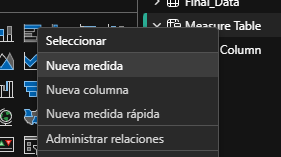 Final_Data
Measure Table
Column
Seleccionar
Nueva medida
Nueva columna
Nueva medida rápida
Administrar relaciones